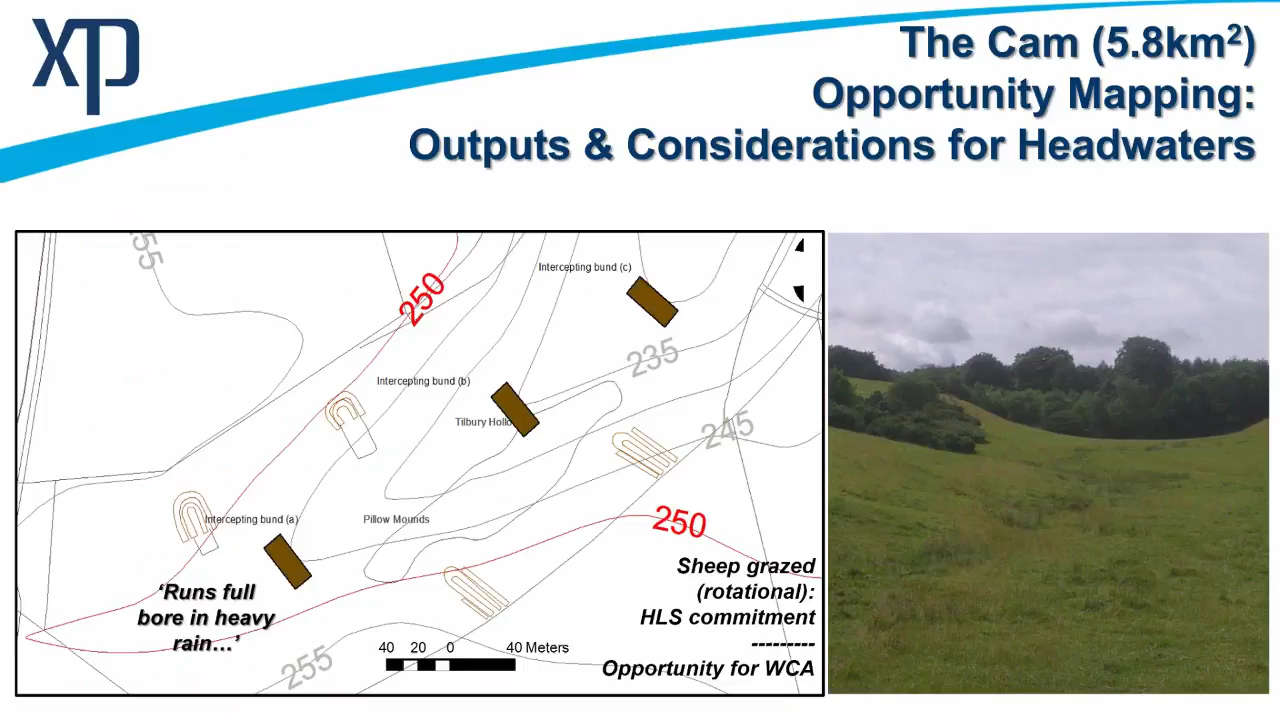 xp
The Cam (5.8km²)
Opportunity Mapping:
Outputs & Considerations for Headwaters
55
250
Intercepting bund (c)
235
Intercepting bund (b)
Tilbury Hollo
245
Intercepting bund (a)
Pillow Mounds
250
‘Runs full
bore in heavy
rain…’
Sheep grazed
(rotational):
HLS commitment
---------
Opportunity for WCA
40 20 0 40 Meters
255